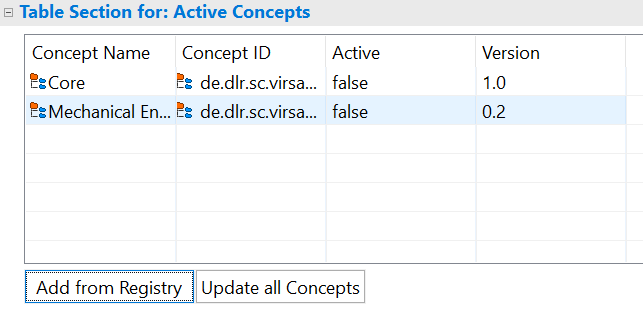 Table Section for: Active Concepts
Concept Name Concept ID Active Version
Core de.dlr.sc.virsa... false 1.0
Mechanical En... de.dlr.sc.virsa... false 0.2
Add from Registry Update all Concepts